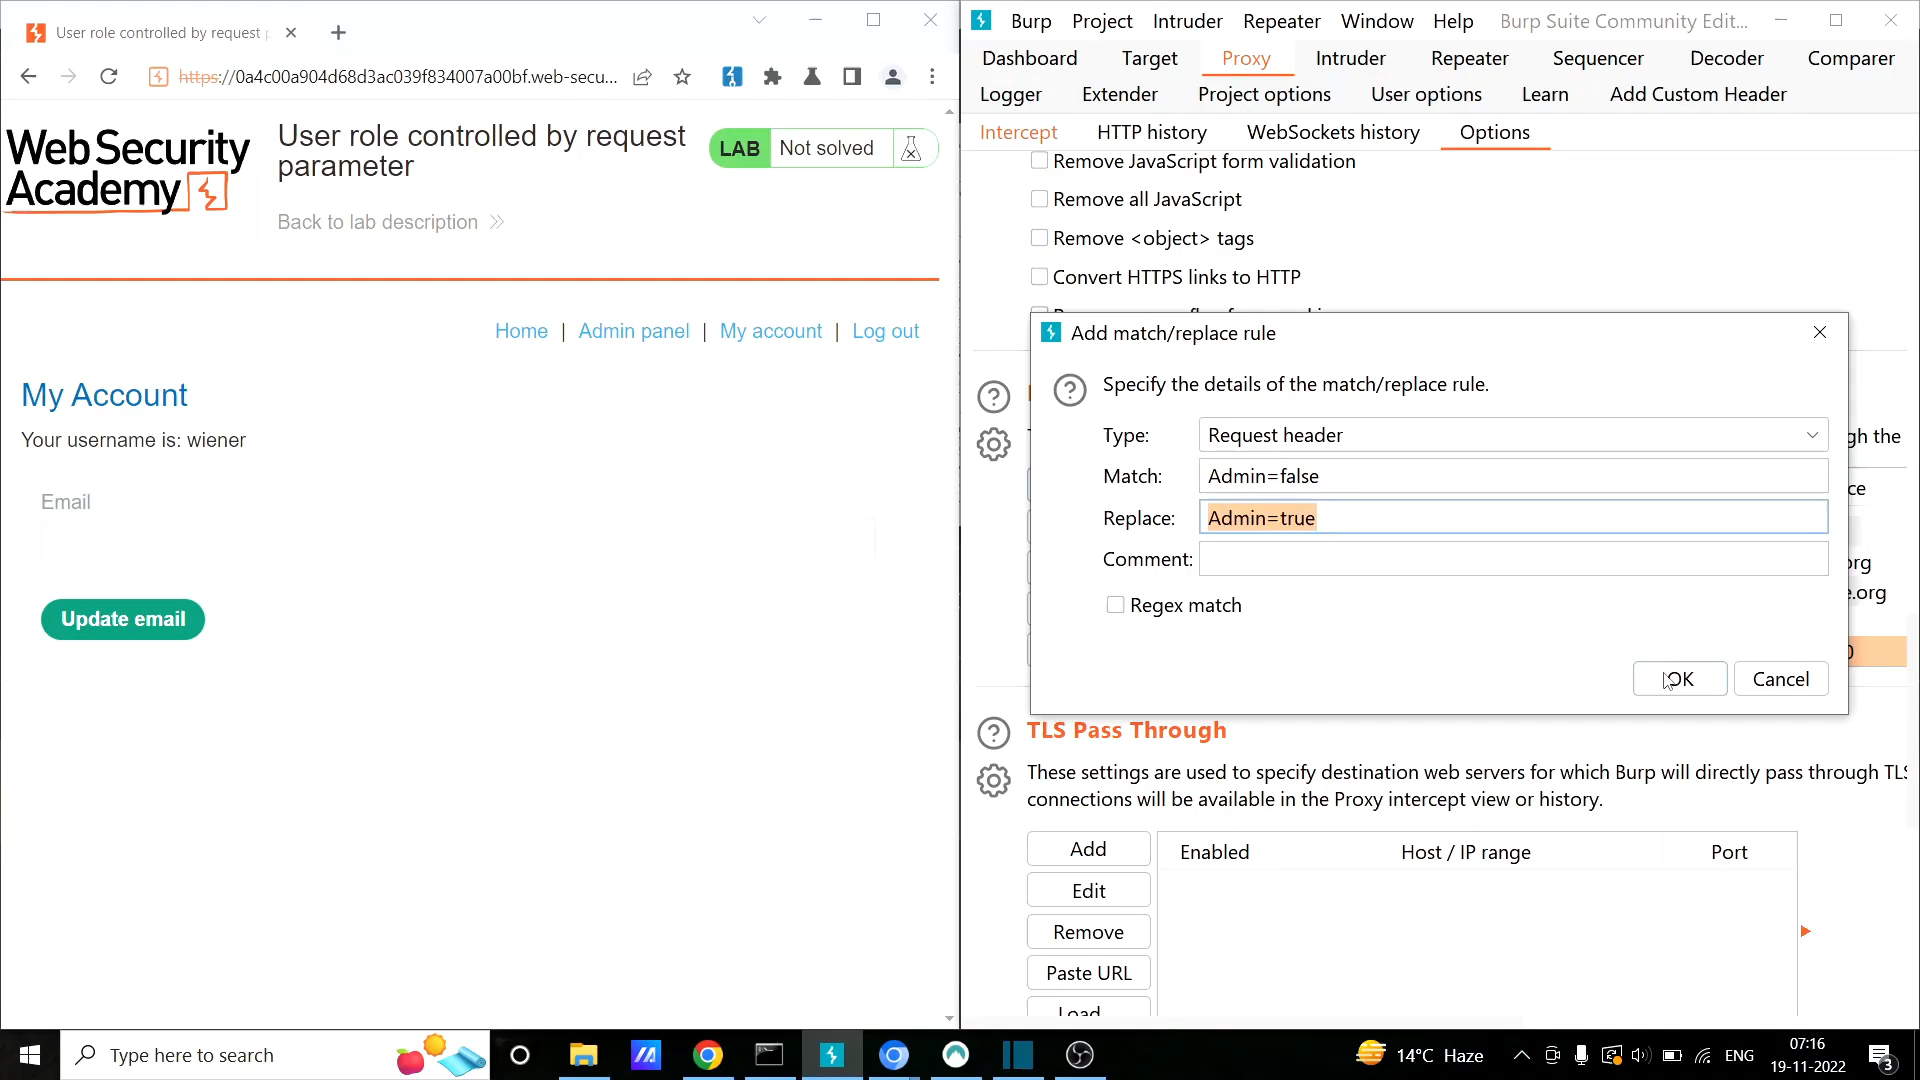 User role controlled by request p
https://0a4c00a904d68d3ac039f834007a00bf.web-secu...
Web Security
Academy
User role controlled by request
parameter
LAB
Not solved
Back to lab description
Home | Admin panel | My account | Log out
My Account
Your username is: wiener
Email
Update email
Burp Project Intruder Repeater Window Help Burp Suite Community Edit...
Dashboard Target Proxy Intruder Repeater Sequencer Decoder Comparer
Logger Extender Project options User options Learn Add Custom Header
Intercept HTTP history WebSockets history Options
Remove JavaScript form validation
Remove all JavaScript
Remove <object> tags
Convert HTTPS links to HTTP
Add match/replace rule
Specify the details of the match/replace rule.
Type: Request header
Match: Admin=false
Replace: Admin=true
Comment:
Regex match
OK Cancel
gh the
ce
org
e.org
TLS Pass Through
These settings are used to specify destination web servers for which Burp will directly pass through TLS
connections will be available in the Proxy intercept view or history.
Add
Edit
Remove
Paste URL
Load
Enabled Host / IP range Port
Type here to search
14°C Haze
ENG
07:16
19-11-2022
3